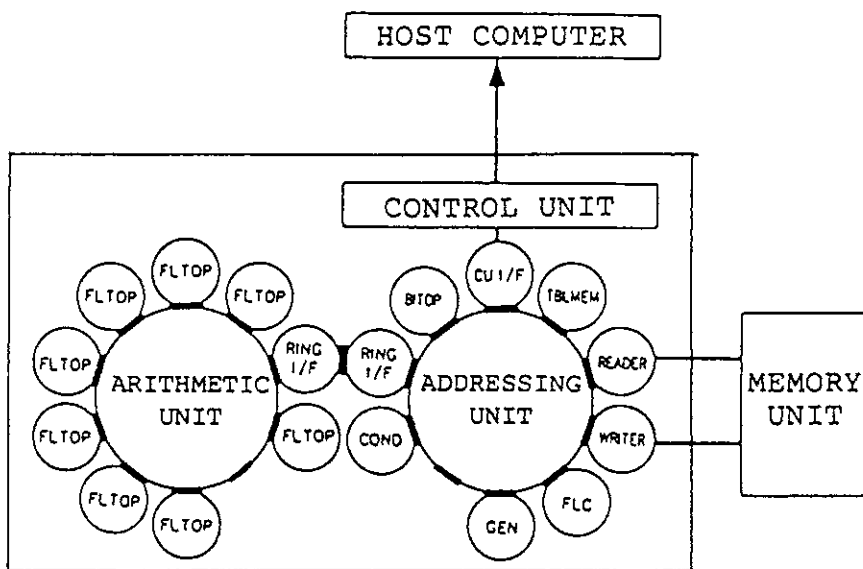 HOST COMPUTER
CONTROL UNIT
FLTOP
FLTOP
FLTOP
FLTOP
FLTOP
FLTOP
FLTOP
FLTOP
RING
I/F
ARITHMETIC
UNIT
RING
I/F
BITOP
CU I/F
TBLMEM
READER
WRITER
FLC
GEN
COND
ADDRESSING
UNIT
MEMORY
UNIT